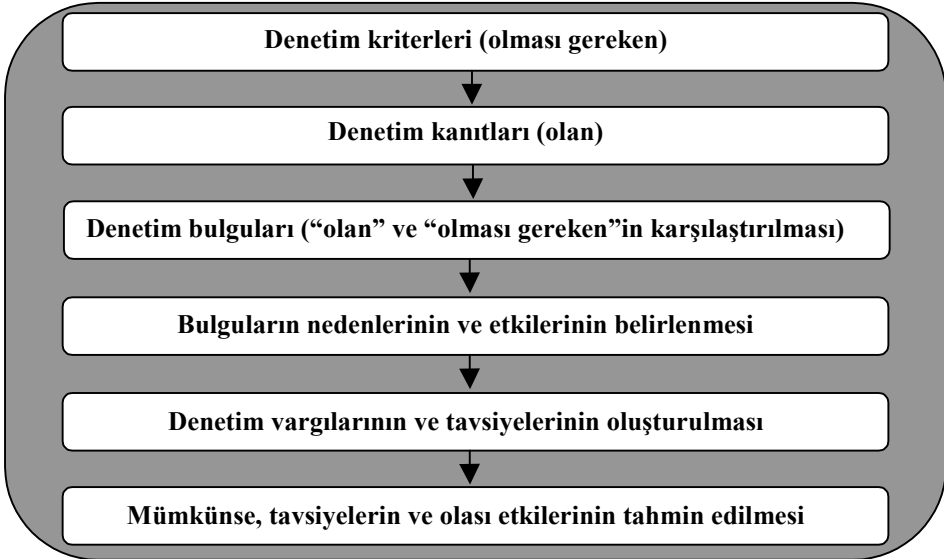 Denetim kriterleri (olması gereken)
Denetim kanıtları (olan)
Denetim bulguları (“olan” ve “olması gereken”in karşılaştırılması)
Bulguların nedenlerinin ve etkilerinin belirlenmesi
Denetim vargılarının ve tavsiyelerinin oluşturulması
Mümkünse, tavsiyelerin ve olası etkilerinin tahmin edilmesi